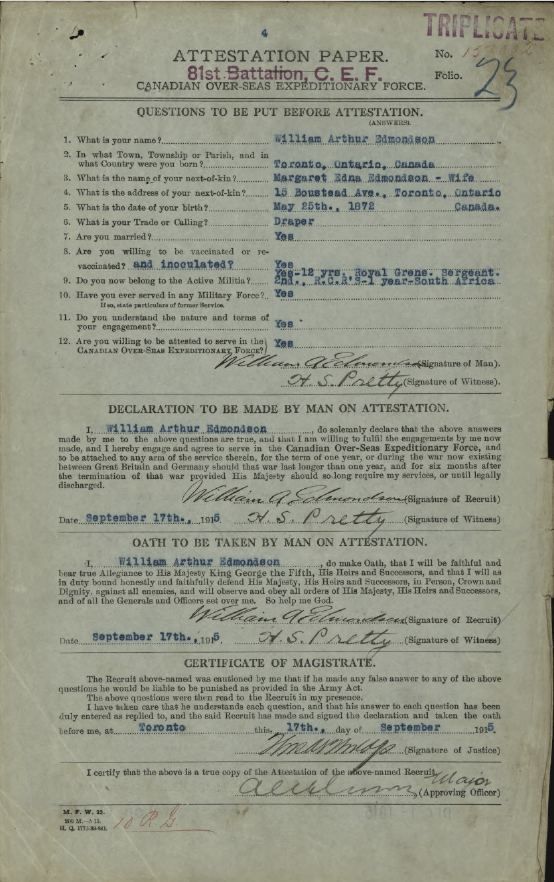 4
TRIPLICATE
ATTESTATION PAPER.
No.
81st. Battalion, C. E. F.
Folio. 23
CANADIAN OVER-SEAS EXPEDITIONARY FORCE.
QUESTIONS TO BE PUT BEFORE ATTESTATION.
(ANSWERS).
1. What is your name? William Arthur Edmondson
2. In what Town, Township or Parish, and in
what Country were you born? Toronto, Ontario, Canada
3. What is the name of your next-of-kin? Margaret Edna Edmondson - Wife
4. What is the address of your next-of-kin? 15 Boustead Ave., Toronto, Ontario
5. What is the date of your birth? May 25th., 1872 Canada.
6. What is your Trade or Calling? Draper
7. Are you married? Yes
8. Are you willing to be vaccinated or re-
vaccinated? and inoculated? Yes
Yes-12 yrs. Royal Grens. Sergeant.
9. Do you now belong to the Active Militia? 2nd., R.C.R'S-1 year-South Africa
10. Have you ever served in any Military Force? Yes
If so, state particulars of former Service.
11. Do you understand the nature and terms of
your engagement? Yes
12. Are you willing to be attested to serve in the
CANADIAN OVER-SEAS EXPEDITIONARY FORCE? Yes
William A Edmondson (Signature of Man).
H. S. Pretty (Signature of Witness).
DECLARATION TO BE MADE BY MAN ON ATTESTATION.
I, William Arthur Edmondson, do solemnly declare that the above answers
made by me to the above questions are true, and that I am willing to fulfil the engagements by me now
made, and I hereby engage and agree to serve in the Canadian Over-Seas Expeditionary Force, and
to be attached to any arm of the service therein, for the term of one year, or during the war now existing
between Great Britain and Germany should that war last longer than one year, and for six months after
the termination of that war provided His Majesty should so long require my services, or until legally
discharged.
William A Edmondson (Signature of Recruit)
Date September 17th., 1915 H. S. Pretty (Signature of Witness)
OATH TO BE TAKEN BY MAN ON ATTESTATION.
I, William Arthur Edmondson, do make Oath, that I will be faithful and
bear true Allegiance to His Majesty King George the Fifth, His Heirs and Successors, and that I will as
in duty bound honestly and faithfully defend His Majesty, His Heirs and Successors, in Person, Crown and
Dignity, against all enemies, and will observe and obey all orders of His Majesty, His Heirs and Successors,
and of all the Generals and Officers set over me. So help me God.
William A Edmondson (Signature of Recruit)
Date September 17th., 1915. H. S. Pretty (Signature of Witness)
CERTIFICATE OF MAGISTRATE.
The Recruit above-named was cautioned by me that if he made any false answer to any of the above
questions he would be liable to be punished as provided in the Army Act.
The above questions were then read to the Recruit in my presence.
I have taken care that he understands each question, and that his answer to each question has been
duly entered as replied to, and the said Recruit has made and signed the declaration and taken the oath
before me, at Toronto this 17th., day of September 1915.
(Signature of Justice)
I certify that the above is a true copy of the Attestation of the above-named Recruit.
Major
(Approving Officer)
M. F. W. 23.